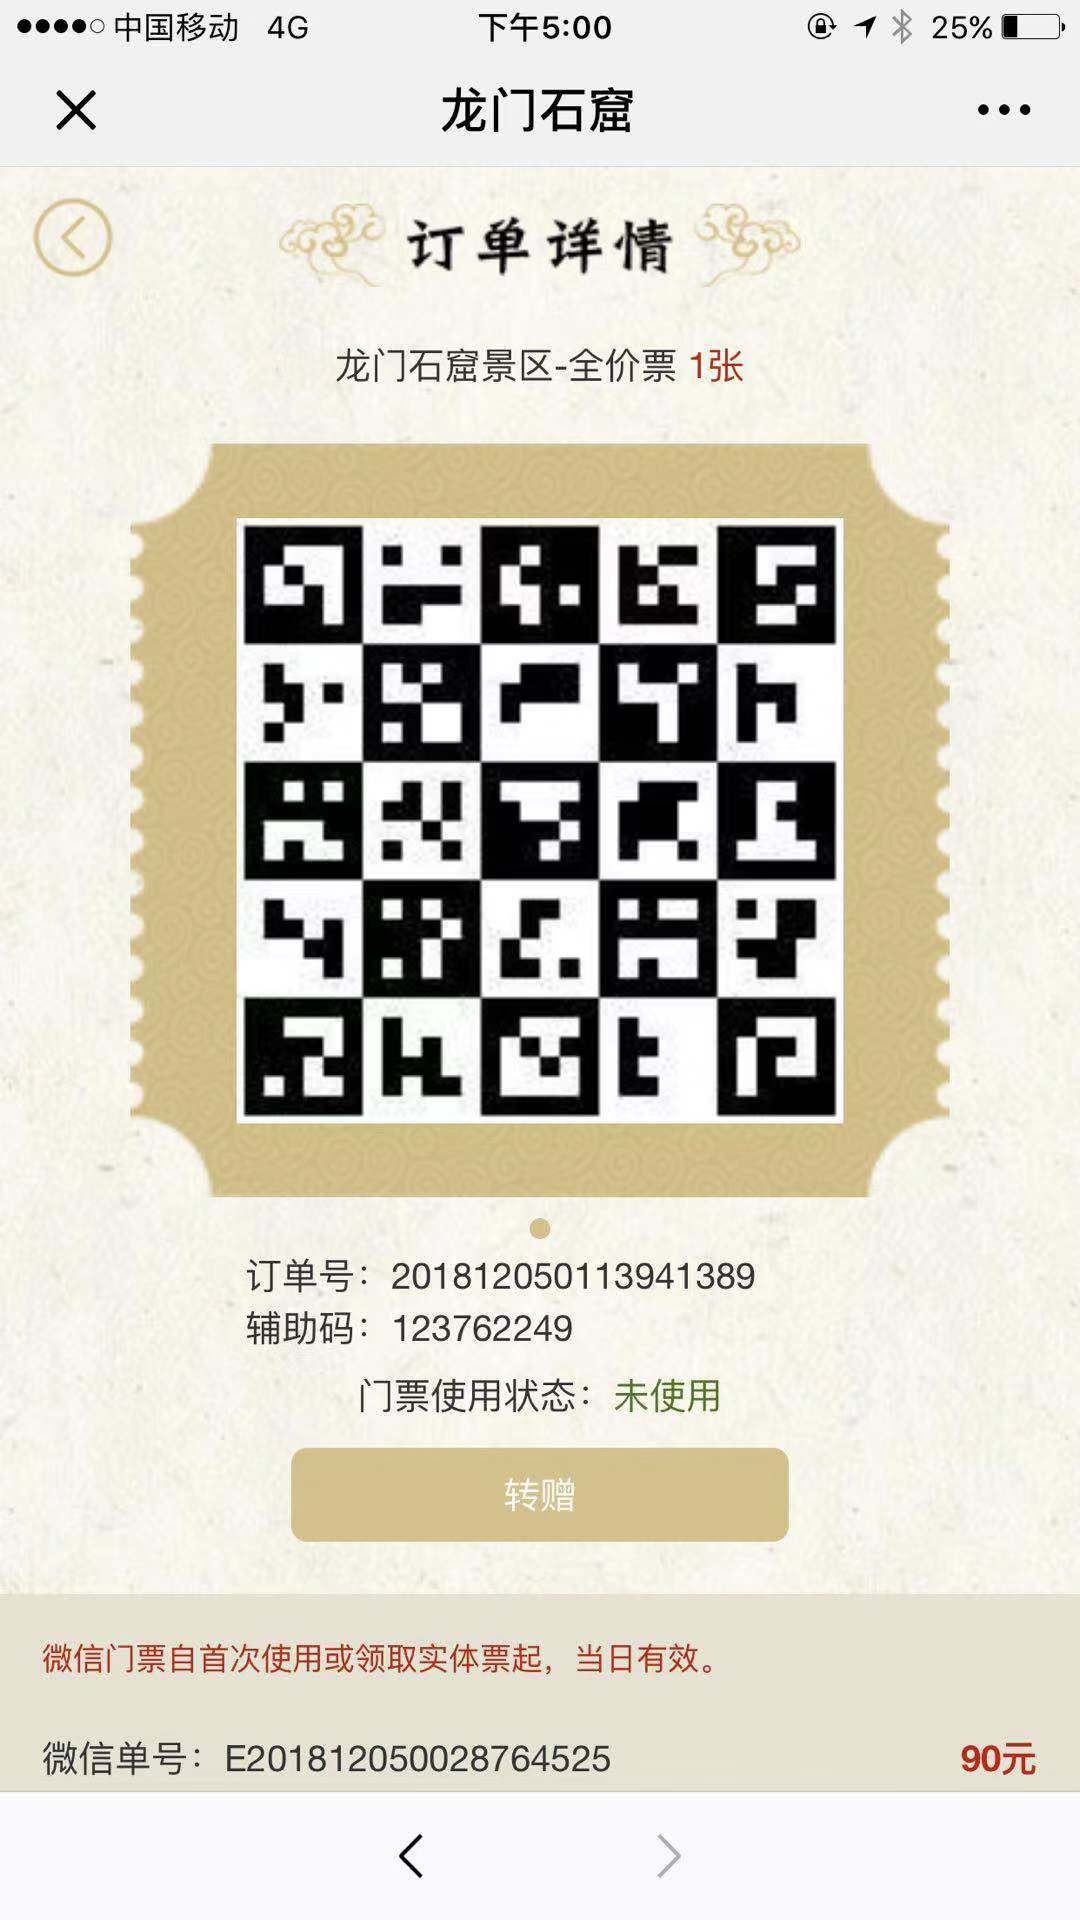 中国移动 4G 下午5:00 25%
龙门石窟
订单详情
龙门石窟景区-全价票 1张
订单号：201812050113941389
辅助码：123762249
门票使用状态：未使用
转赠
微信门票自首次使用或领取实体票起，当日有效。
微信单号：E201812050028764525 90元